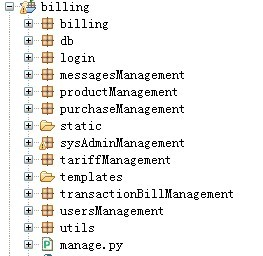 billing
billing
db
login
messagesManagement
productManagement
purchaseManagement
static
sysAdminManagement
tariffManagement
templates
transactionBillManagement
usersManagement
utils
manage.py